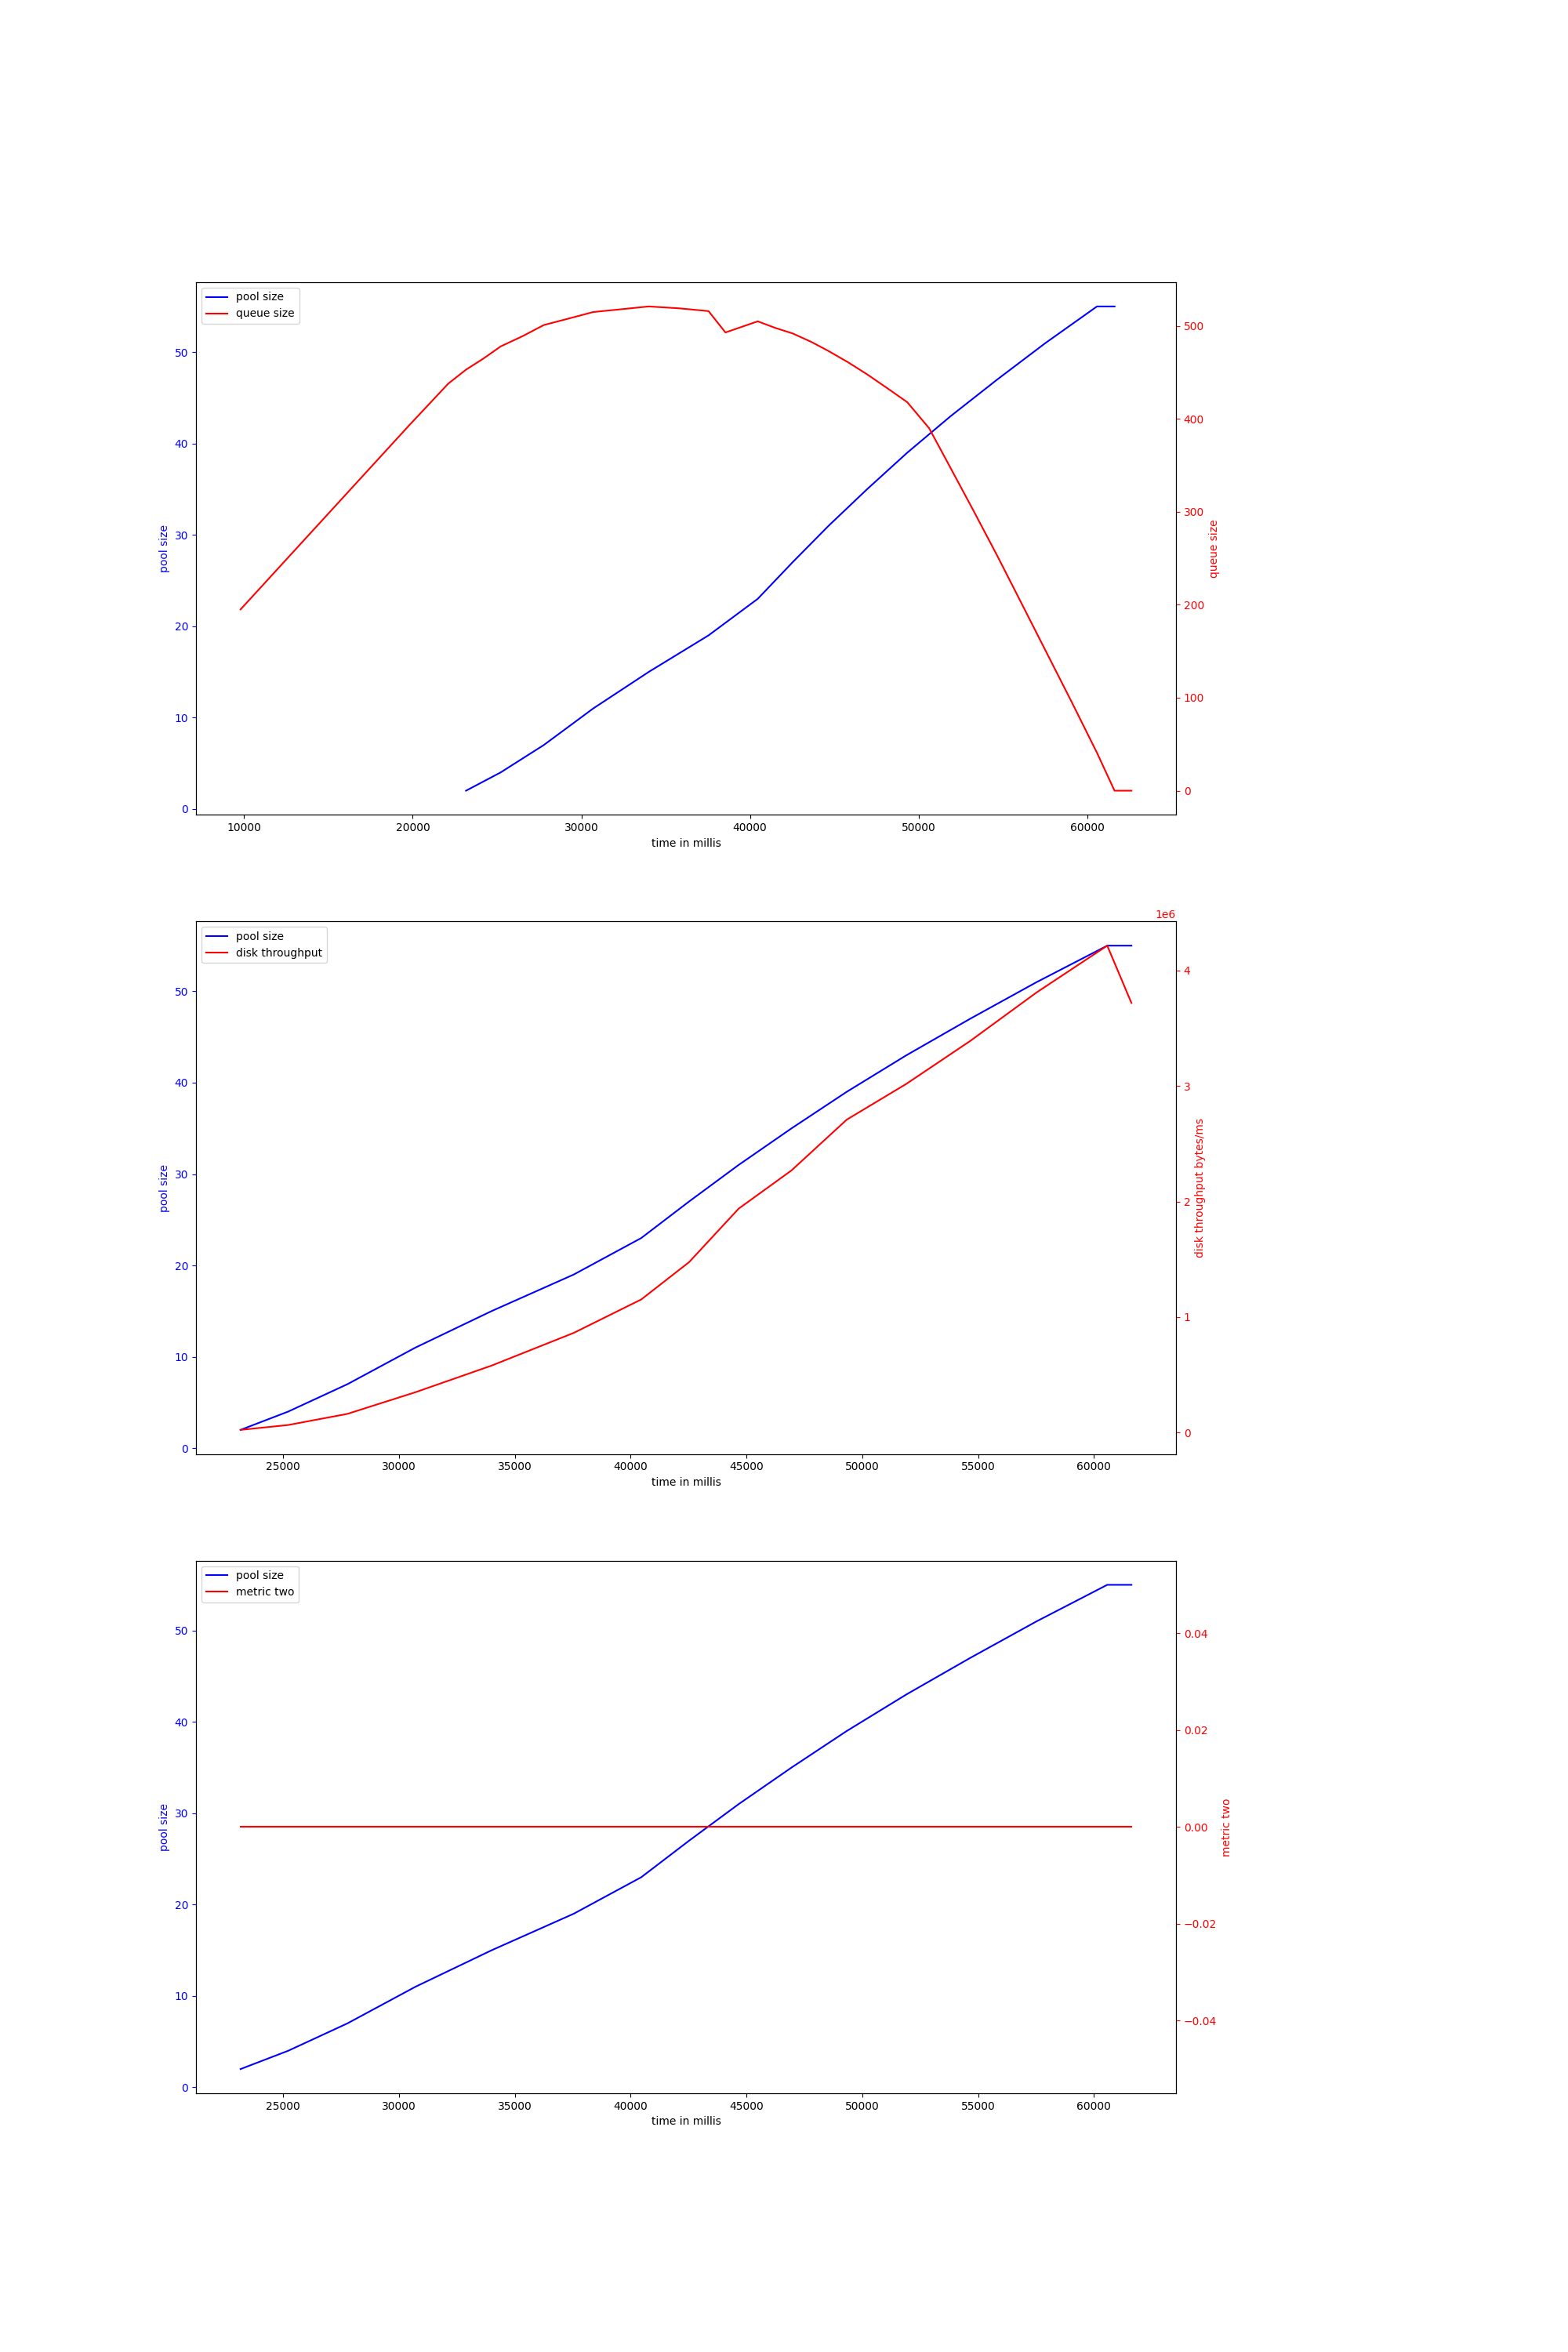 pool size
queue size
50
40
30
20
10
0
pool size
500
400
300
200
100
0
queue size
10000 20000 30000 40000 50000 60000
time in millis
1e6
pool size
disk throughput
50
40
30
20
10
0
pool size
4
3
2
1
0
disk throughput bytes/ms
25000 30000 35000 40000 45000 50000 55000 60000
time in millis
pool size
metric two
50
40
30
20
10
0
pool size
0.04
0.02
0.00
−0.02
−0.04
metric two
25000 30000 35000 40000 45000 50000 55000 60000
time in millis